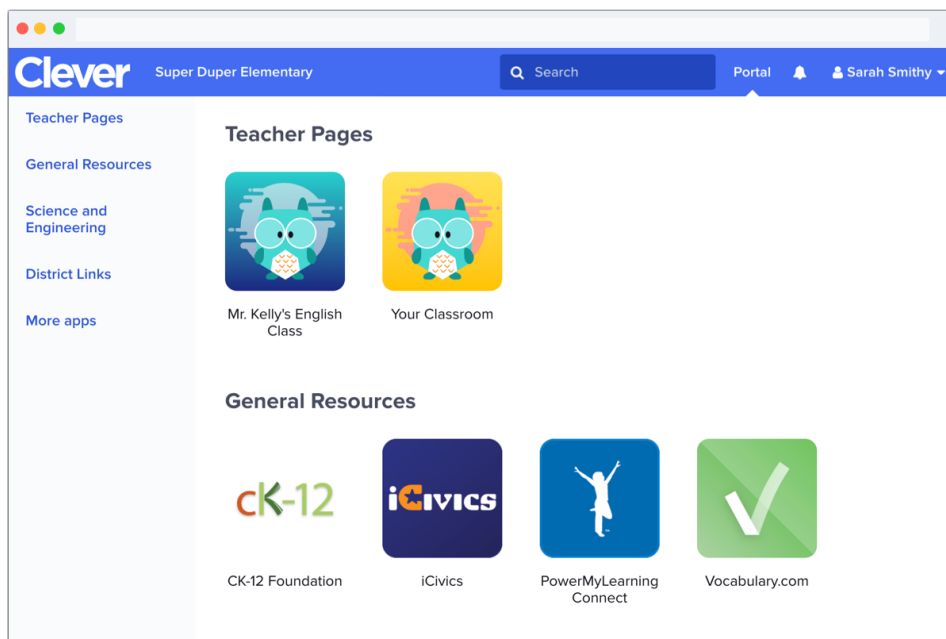 Clever
Super Duper Elementary
Search
Portal
Sarah Smithy
Teacher Pages
General Resources
Science and
Engineering
District Links
More apps
Teacher Pages
Mr. Kelly's English
Class
Your Classroom
General Resources
cK-12
iCIVICS
CK-12 Foundation
iCivics
PowerMyLearning
Connect
Vocabulary.com